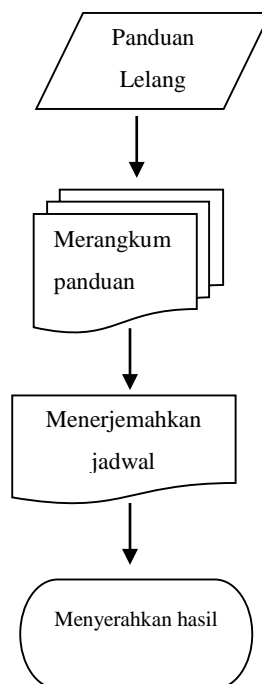 Panduan
Lelang
Merangkum
panduan
Menerjemahkan
jadwal
Menyerahkan hasil